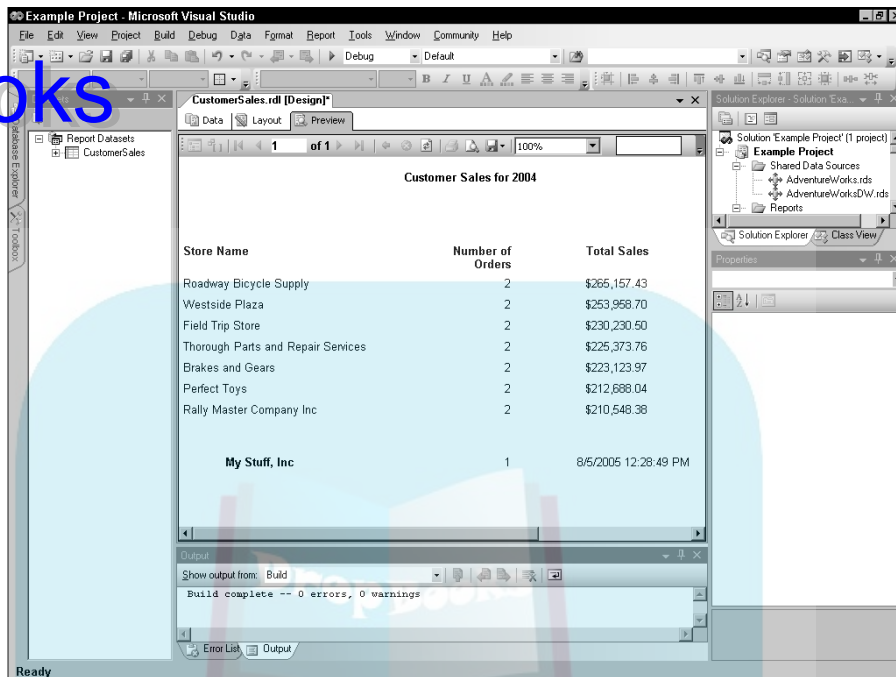 Example Project - Microsoft Visual Studio
File Edit View Project Build Debug Data Format Report Tools Window Community Help
Debug Default
oks
B I U A
CustomerSales.rdl [Design]*
Solution Explorer - Solution 'Exa...
Data Layout Preview
Database Explorer
Toolbox
Report Datasets
CustomerSales
1 of 1 100%
Customer Sales for 2004
Store Name Number of Orders Total Sales
Roadway Bicycle Supply 2 $265,157.43
Westside Plaza 2 $253,958.70
Field Trip Store 2 $230,230.50
Thorough Parts and Repair Services 2 $225,373.76
Brakes and Gears 2 $223,123.97
Perfect Toys 2 $212,688.04
Rally Master Company Inc 2 $210,548.38
My Stuff, Inc 1 8/5/2005 12:28:49 PM
Solution 'Example Project' (1 project)
Example Project
Shared Data Sources
AdventureWorks.rds
AdventureWorksDW.rds
Reports
Solution Explorer Class View
Properties
Output
Show output from: Build
Build complete -- 0 errors, 0 warnings
DropBooks
Error List Output
Ready